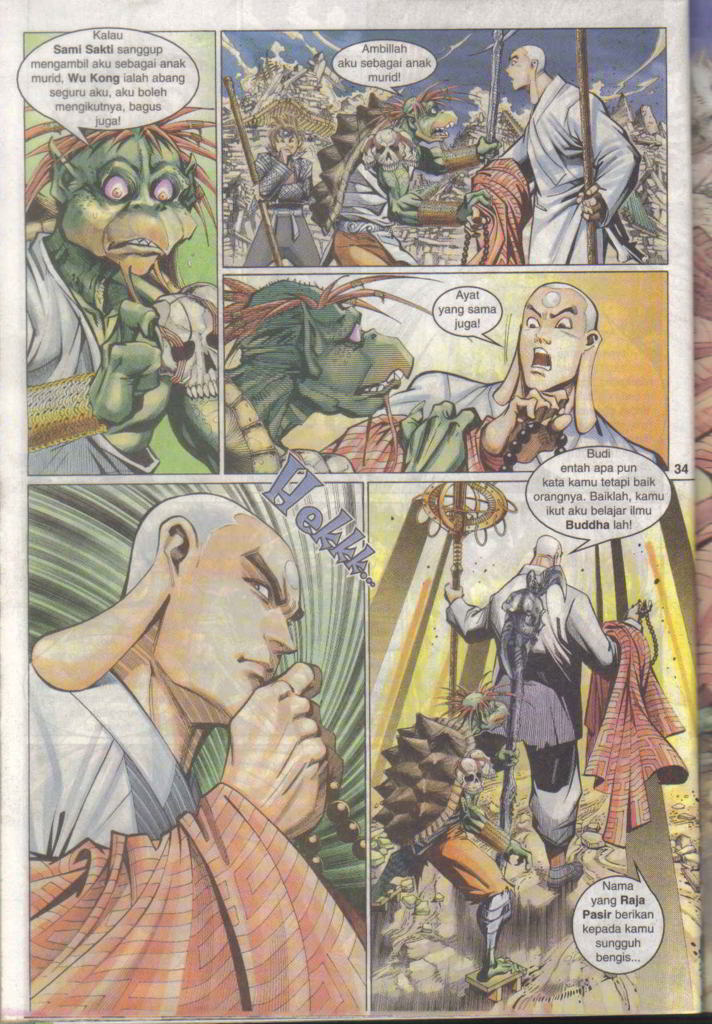 Kalau
Sami Sakti sanggup
mengambil aku sebagai anak
murid, Wu Kong ialah abang
seguru aku, aku boleh
mengikutnya, bagus
juga!
Ambillah
aku sebagai anak
murid!
Ayat
yang sama
juga!
34
Hekkk...
Budi
entah apa pun
kata kamu tetapi baik
orangnya. Baiklah, kamu
ikut aku belajar ilmu
Buddha lah!
Nama
yang Raja
Pasir berikan
kepada kamu
sungguh
bengis...